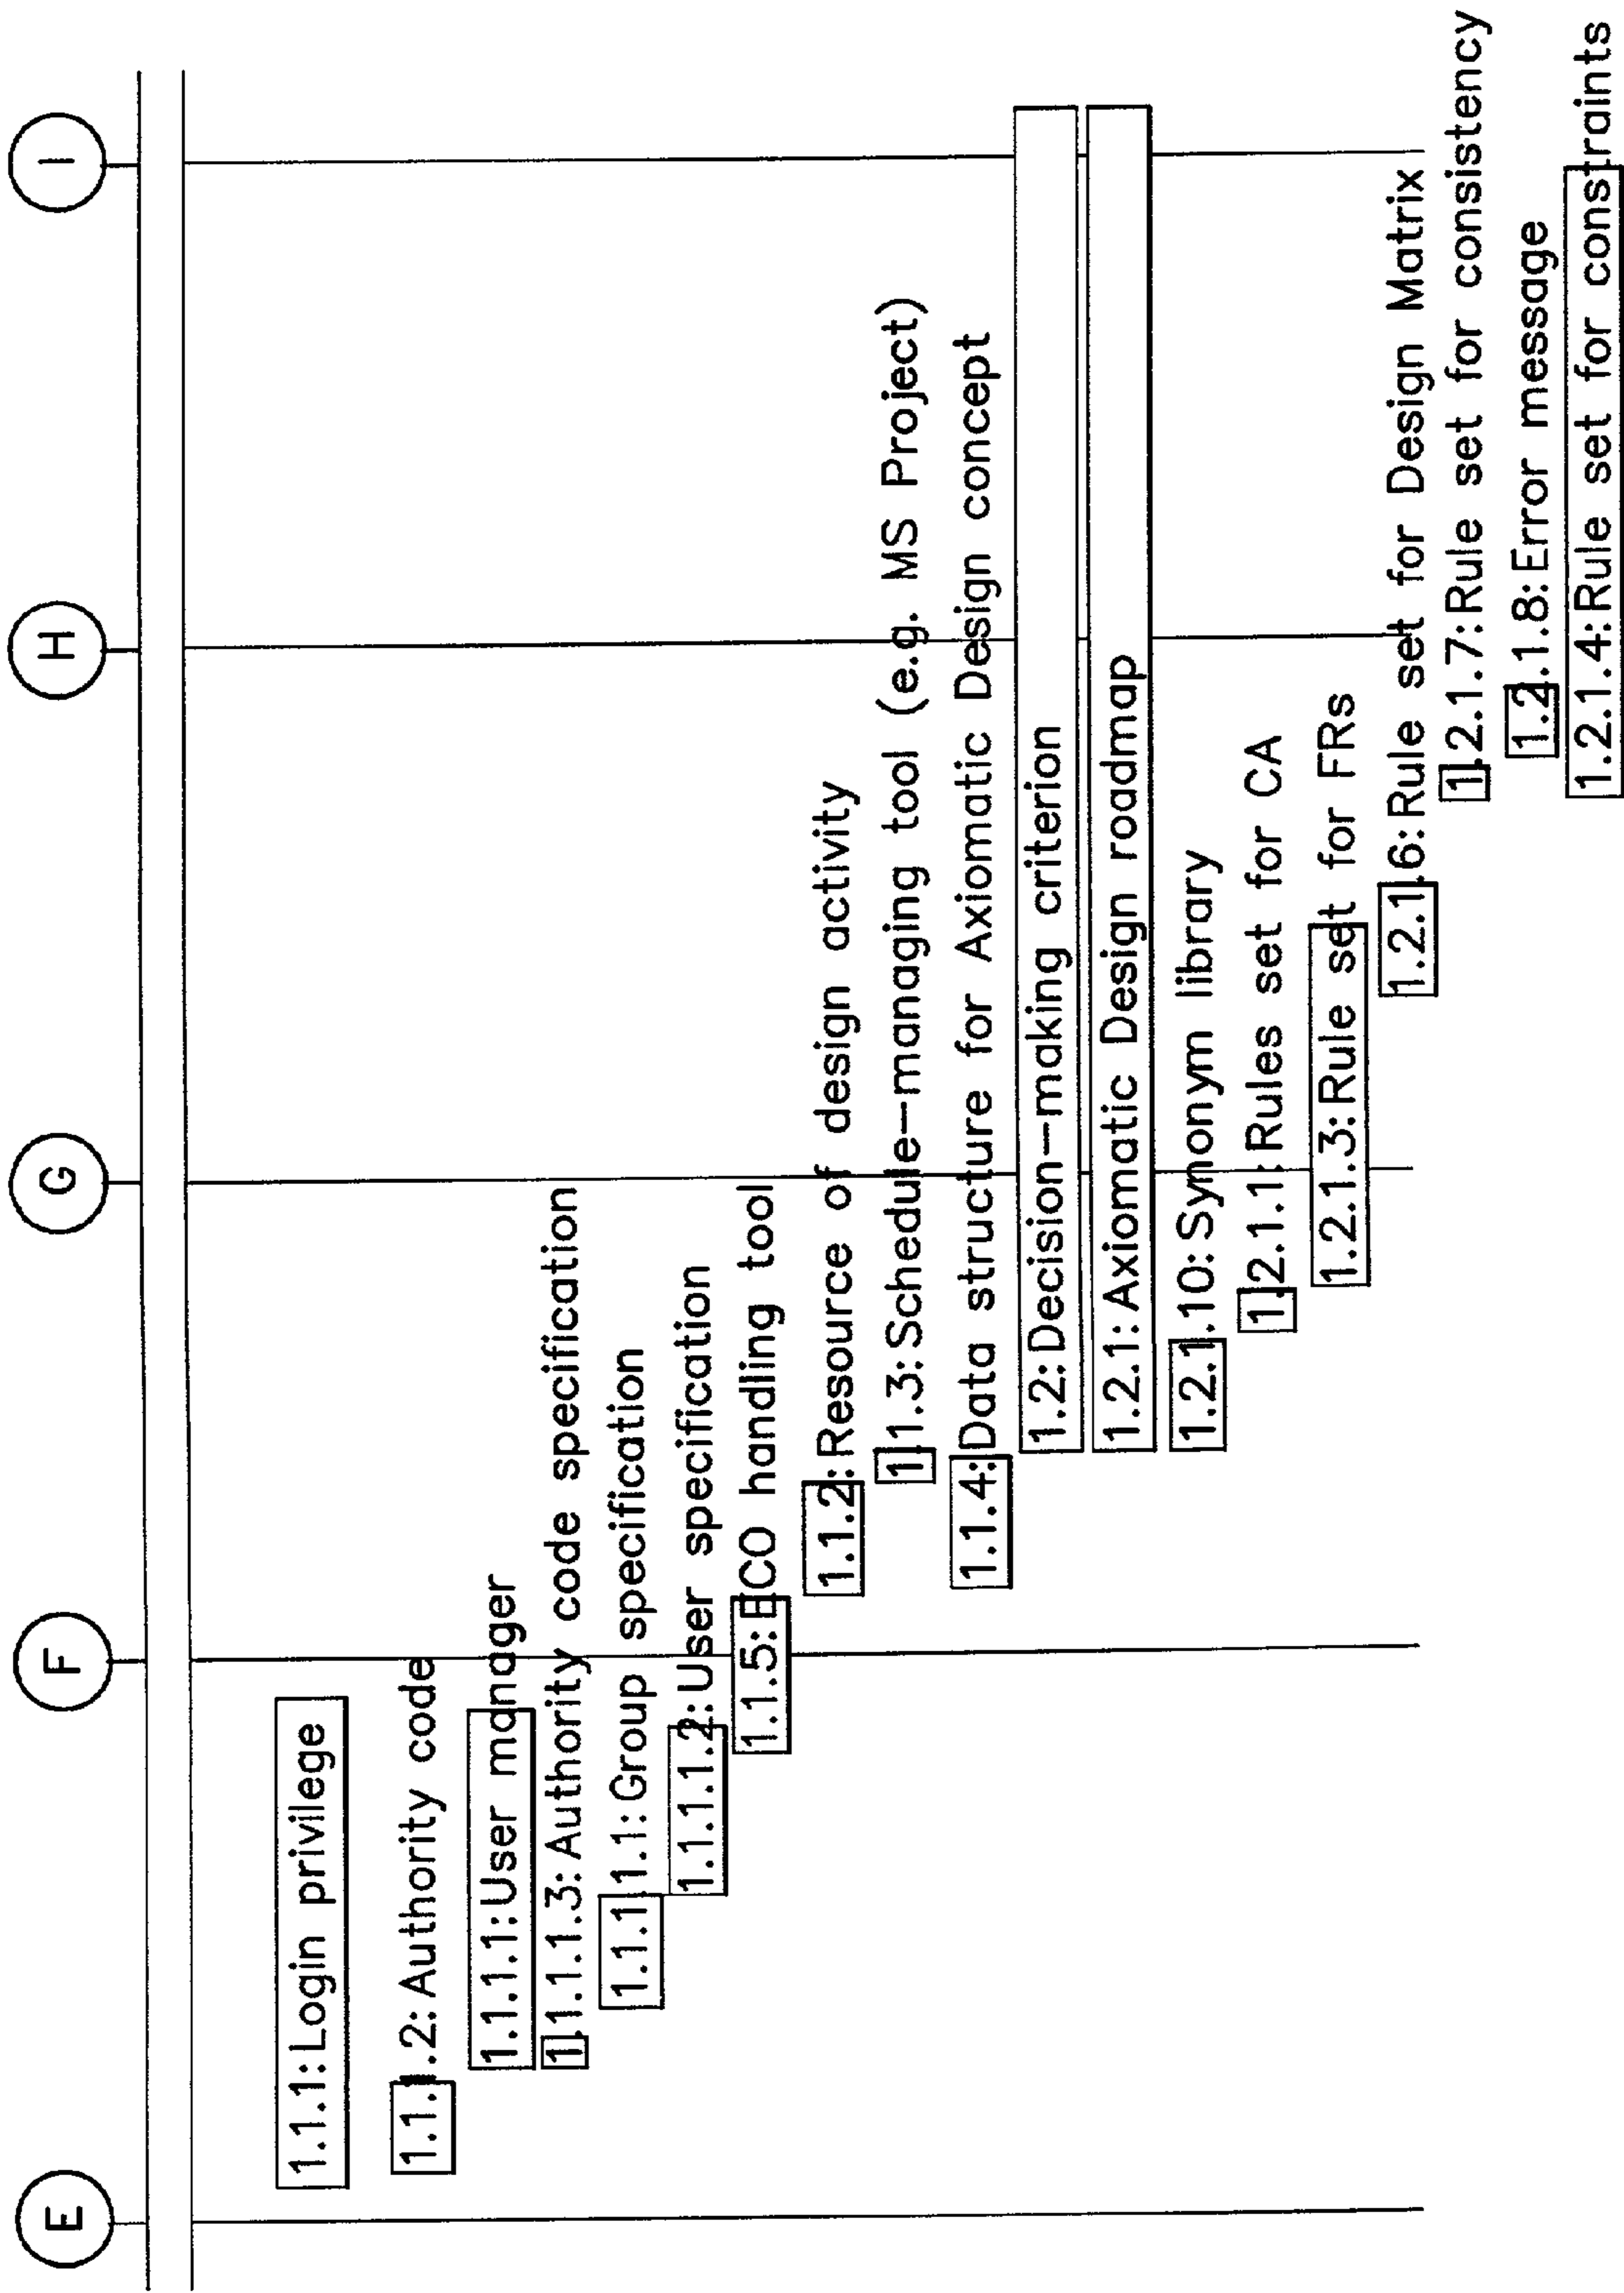 E F G H I
1.1.1:Login privilege
1.1.1.2:Authority code
1.1.1.1:User manager
1.1.1.1.3:Authority code specification
1.1.1.1.1:Group specification
1.1.1.1.2:User specification
1.1.5:ECO handling tool
1.1.2:Resource of design activity
1.1.3:Schedule-managing tool (e.g. MS Project)
1.1.4:Data structure for Axiomatic Design concept
1.2:Decision-making criterion
1.2.1:Axiomatic Design roadmap
1.2.1.10:Synonym library
1.2.1.1:Rules set for CA
1.2.1.3:Rule set for FRs
1.2.1.6:Rule set for Design Matrix
1.2.1.7:Rule set for consistency
1.2.1.8:Error message
1.2.1.4:Rule set for constraints